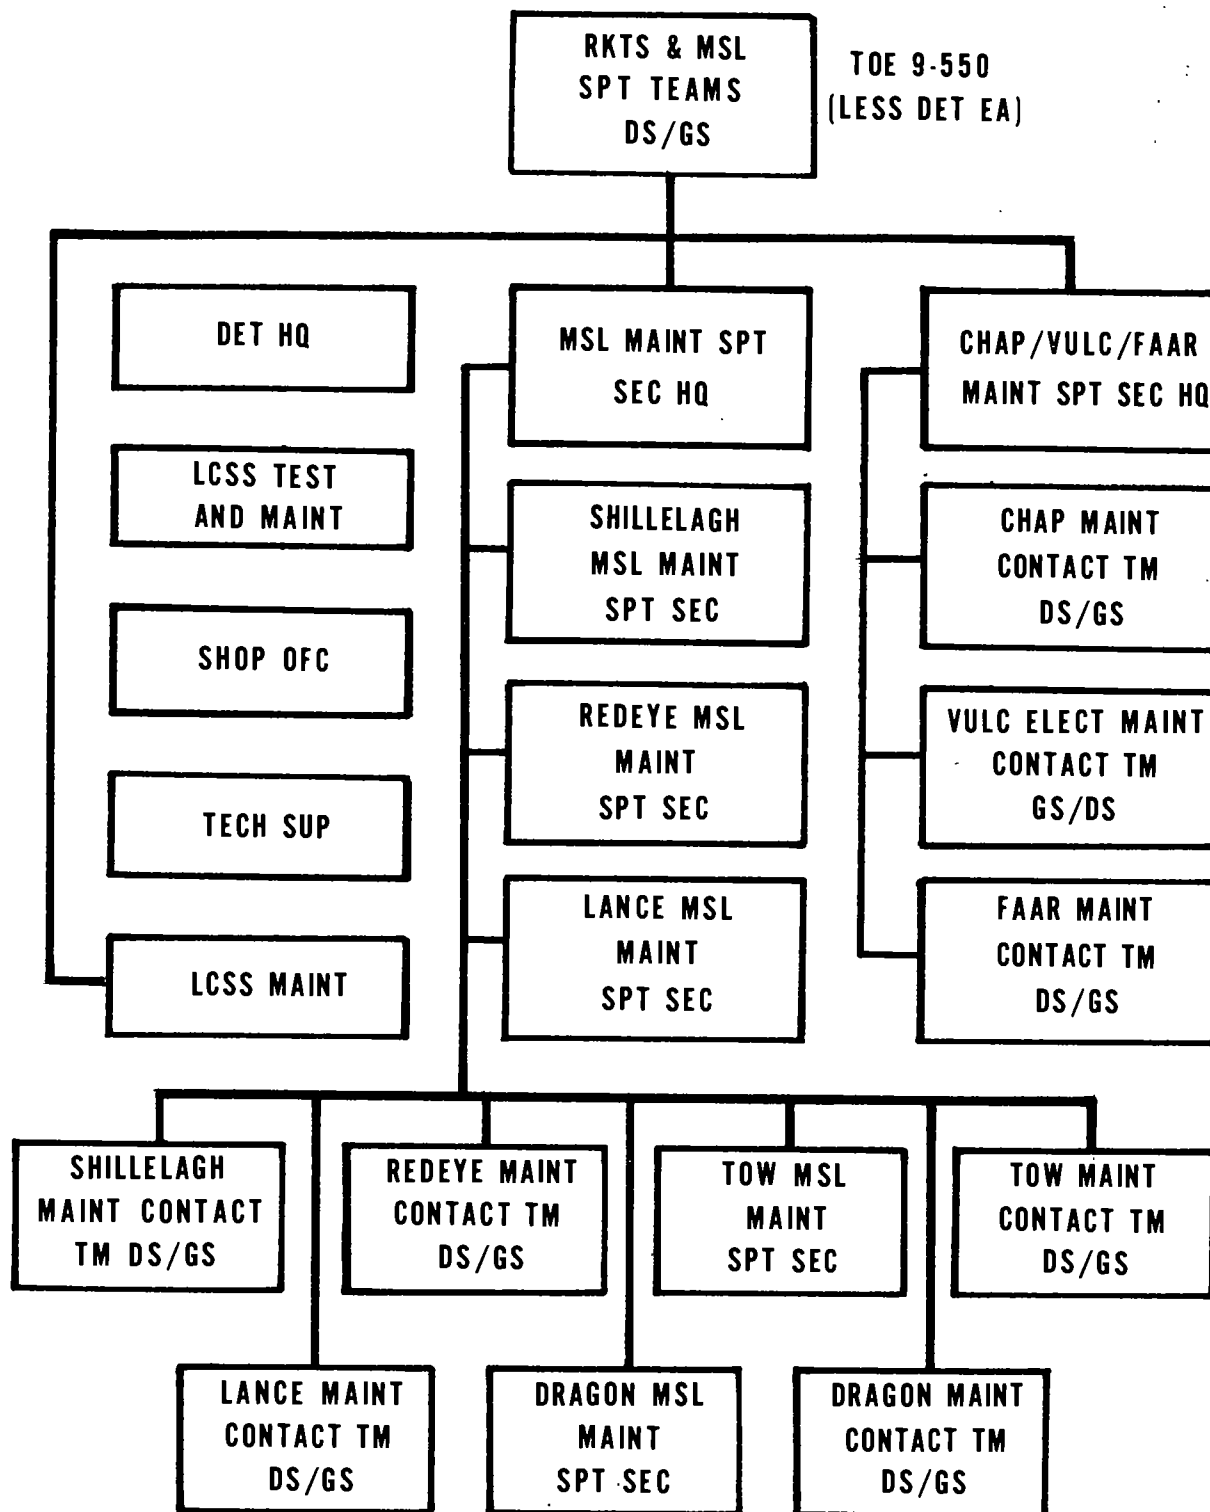 RKTS & MSL
SPT TEAMS
DS/GS
TOE 9-550
(LESS DET EA)
DET HQ
LCSS TEST
AND MAINT
SHOP OFC
TECH SUP
LCSS MAINT
MSL MAINT SPT
SEC HQ
SHILLELAGH
MSL MAINT
SPT SEC
REDEYE MSL
MAINT
SPT SEC
LANCE MSL
MAINT
SPT SEC
CHAP/VULC/FAAR
MAINT SPT SEC HQ
CHAP MAINT
CONTACT TM
DS/GS
VULC ELECT MAINT
CONTACT TM
GS/DS
FAAR MAINT
CONTACT TM
DS/GS
SHILLELAGH
MAINT CONTACT
TM DS/GS
REDEYE MAINT
CONTACT TM
DS/GS
TOW MSL
MAINT
SPT SEC
TOW MAINT
CONTACT TM
DS/GS
LANCE MAINT
CONTACT TM
DS/GS
DRAGON MSL
MAINT
SPT SEC
DRAGON MAINT
CONTACT TM
DS/GS